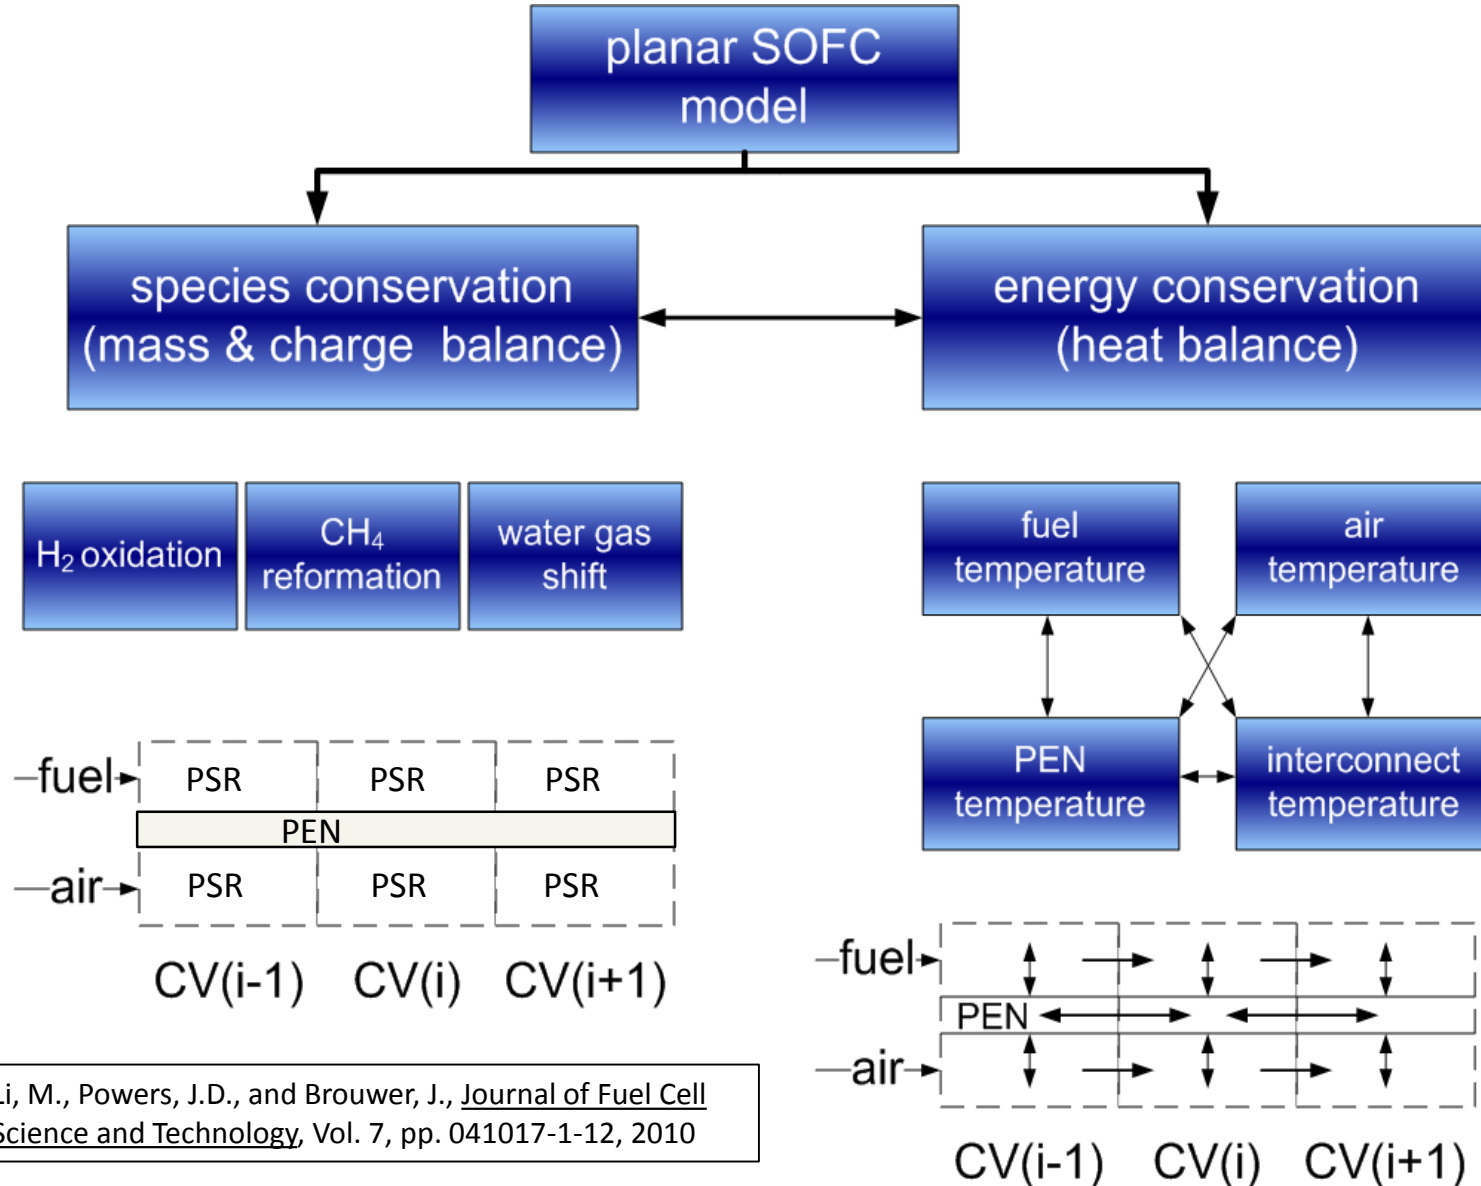 planar SOFC
model
species conservation
(mass & charge balance)
energy conservation
(heat balance)
H₂ oxidation
CH₄
reformation
water gas
shift
fuel
temperature
air
temperature
PEN
temperature
interconnect
temperature
fuel
PSR PSR PSR
PEN
air
PSR PSR PSR
CV(i-1) CV(i) CV(i+1)
fuel
PEN
air
CV(i-1) CV(i) CV(i+1)
Li, M., Powers, J.D., and Brouwer, J., Journal of Fuel Cell
Science and Technology, Vol. 7, pp. 041017-1-12, 2010